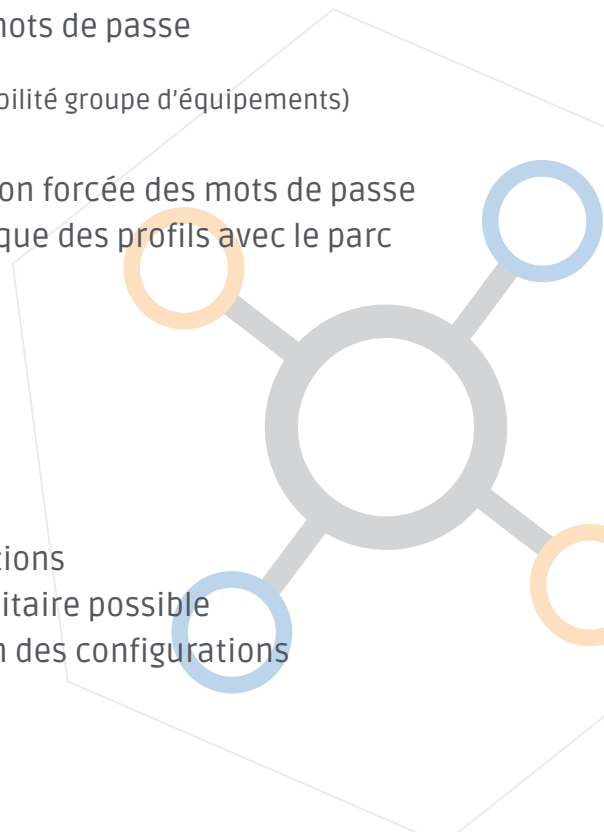 mots de passe
bilité groupe d’équipements)
on forcée des mots de passe
que des profils avec le parc
tions
itaire possible
n des configurations